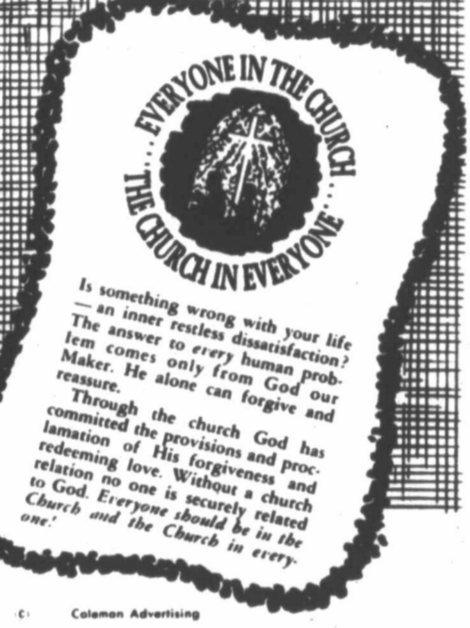 EVERYONE IN THE CHURCH
....THE CHURCH IN EVERYONE....
Is something wrong with your life
— an inner restless dissatisfaction?
The answer to every human prob-
lem comes only from God our
Maker. He alone can forgive and
reassure.
Through the church God has
committed the provisions and proc-
lamation of His forgiveness and
redeeming love. Without a church
relation no one is securely related
to God. Everyone should be in the
Church and the Church in every-
one!
(C) Coleman Advertising